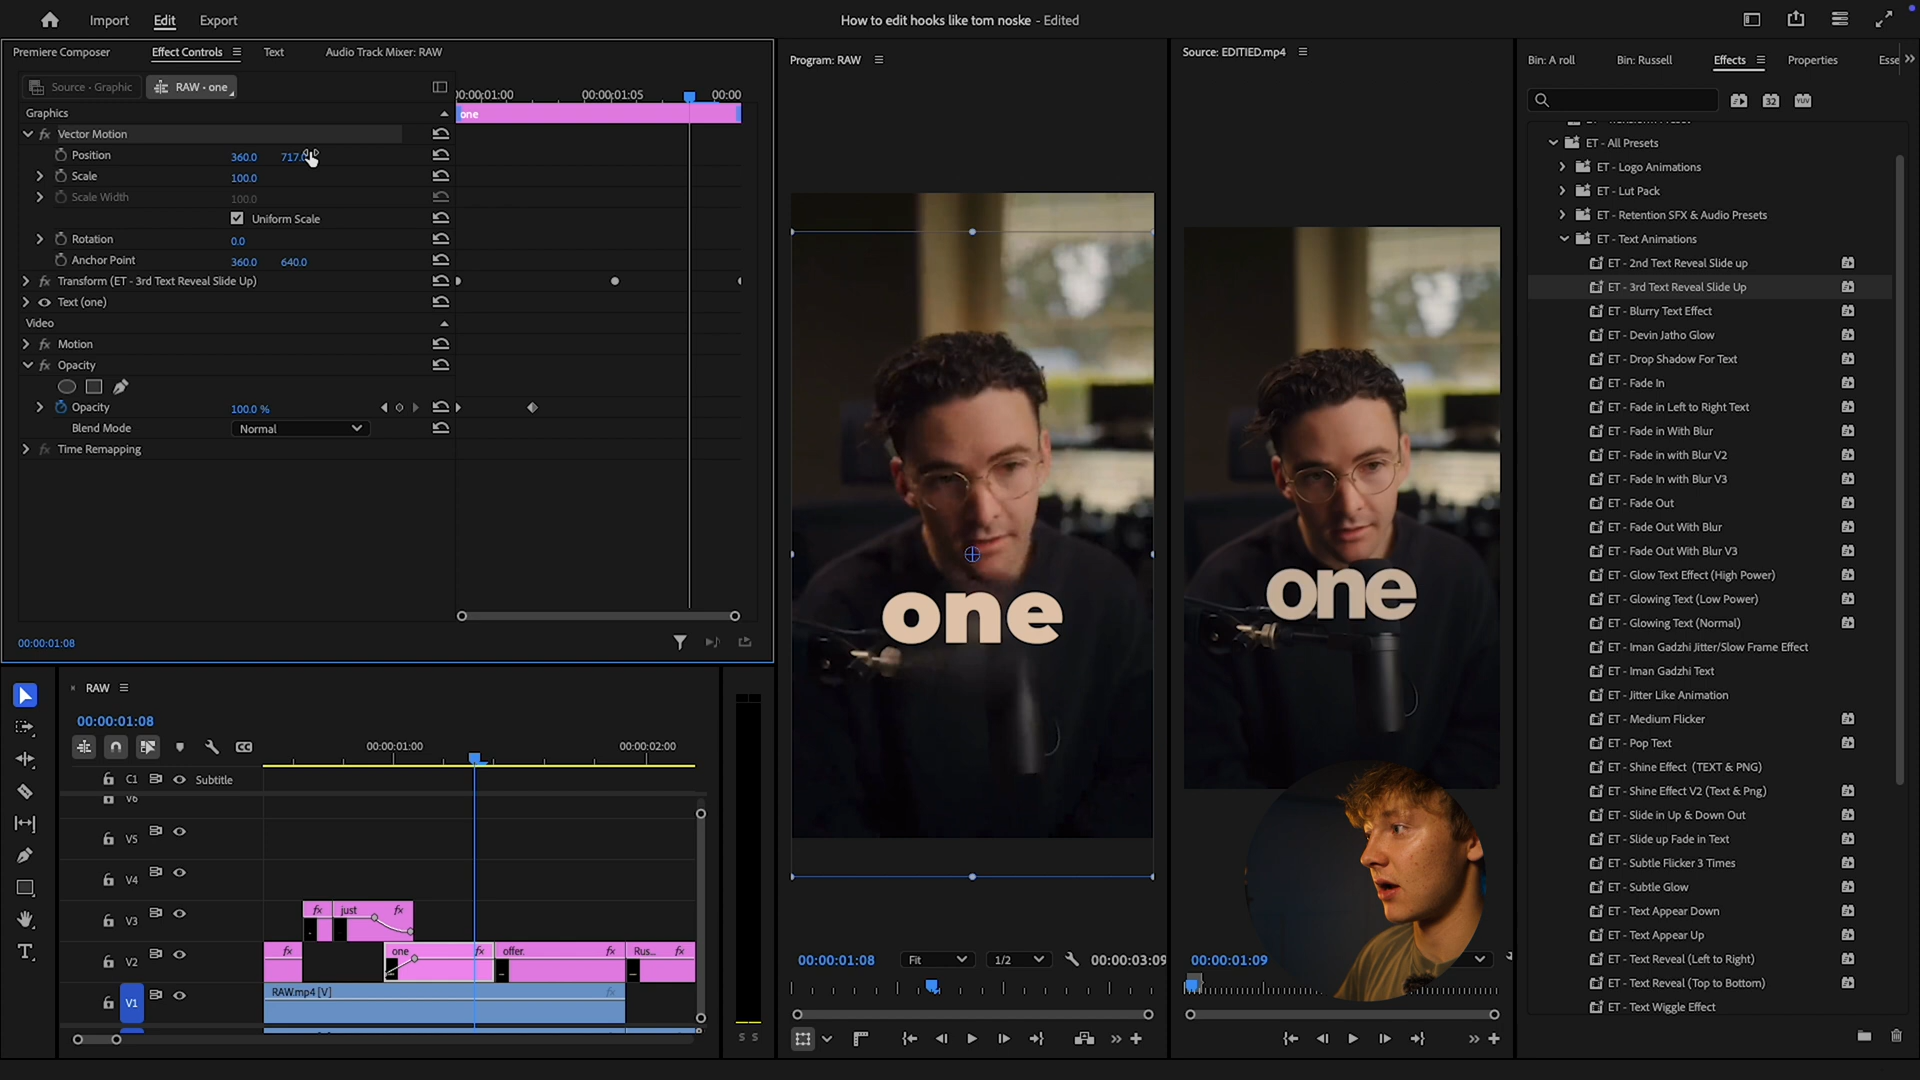 Import Edit Export
How to edit hooks like tom noske - Edited
Premiere Composer Effect Controls Text Audio Track Mixer: RAW
Source · Graphic RAW · one
00:00:01:00 00:00:01:05 00:00
Graphics
one
Vector Motion
Position 360.0 717.0
Scale 100.0
Scale Width 100.0
Uniform Scale
Rotation 0.0
Anchor Point 360.0 640.0
Transform (ET - 3rd Text Reveal Slide Up)
Text (one)
Video
Motion
Opacity
Opacity 100.0 %
Blend Mode Normal
Time Remapping
00:00:01:08
RAW
00:00:01:08
00:00:01:00 00:00:02:00
C1 Subtitle
V6
V5
V4
V3 fx just fx
V2 fx one fx offer. fx Rus... fx
V1 RAW.mp4 [V] fx
S S
Program: RAW
one
00:00:01:08 Fit 1/2 00:00:03:09
Source: EDITIED.mp4
one
00:00:01:09
Bin: A roll Bin: Russell Effects Properties Esse
32 YUV
ET - All Presets
ET - Logo Animations
ET - Lut Pack
ET - Retention SFX & Audio Presets
ET - Text Animations
ET - 2nd Text Reveal Slide up
ET - 3rd Text Reveal Slide Up
ET - Blurry Text Effect
ET - Devin Jatho Glow
ET - Drop Shadow For Text
ET - Fade In
ET - Fade in Left to Right Text
ET - Fade in With Blur
ET - Fade in with Blur V2
ET - Fade In with Blur V3
ET - Fade Out
ET - Fade Out With Blur
ET - Fade Out With Blur V3
ET - Glow Text Effect (High Power)
ET - Glowing Text (Low Power)
ET - Glowing Text (Normal)
ET - Iman Gadzhi Jitter/Slow Frame Effect
ET - Iman Gadzhi Text
ET - Jitter Like Animation
ET - Medium Flicker
ET - Pop Text
ET - Shine Effect (TEXT & PNG)
ET - Shine Effect V2 (Text & Png)
ET - Slide in Up & Down Out
ET - Slide up Fade in Text
ET - Subtle Flicker 3 Times
ET - Subtle Glow
ET - Text Appear Down
ET - Text Appear Up
ET - Text Reveal (Left to Right)
ET - Text Reveal (Top to Bottom)
ET - Text Wiggle Effect